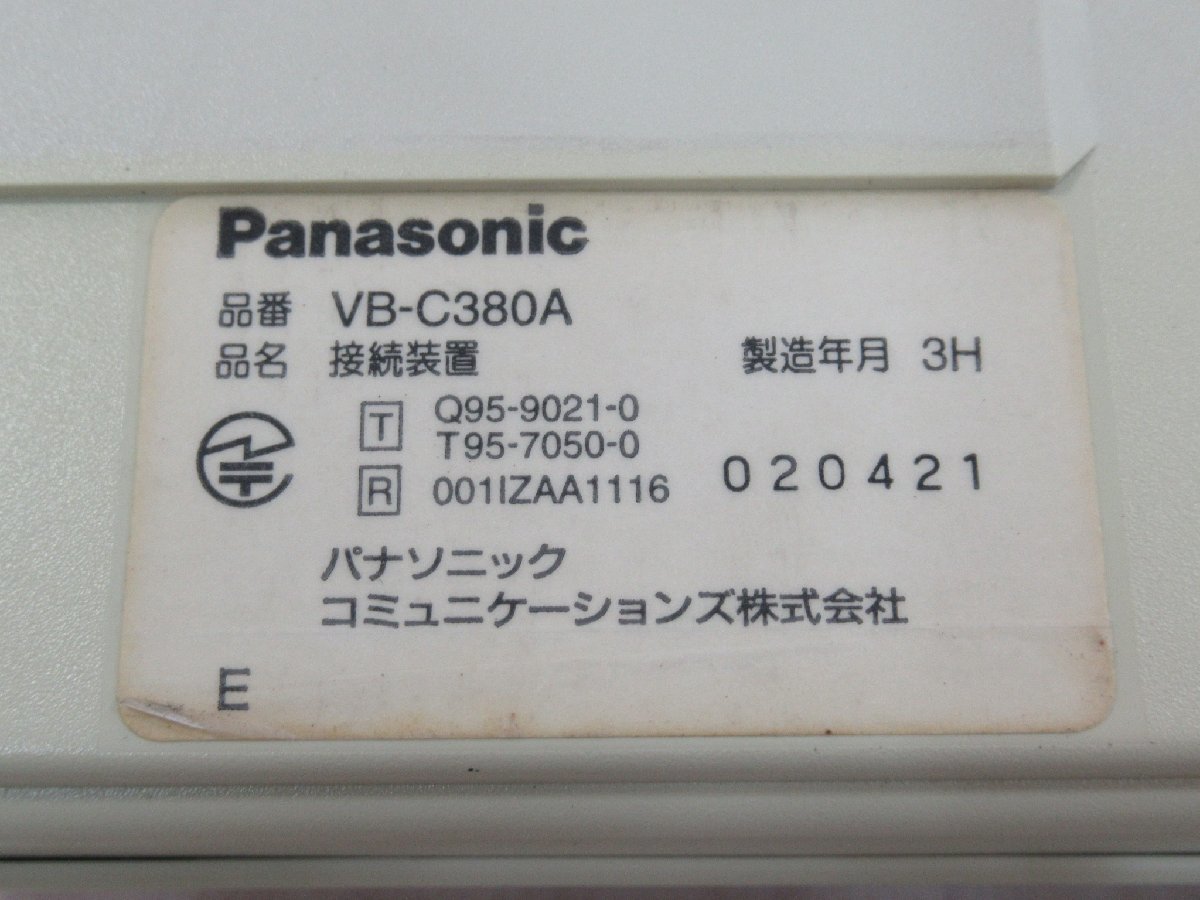 Panasonic
品番 VB-C380A
品名 接続装置 製造年月 3H
T Q95-9021-0
T95-7050-0
R 001IZAA1116 020421
パナソニック
コミュニケーションズ株式会社
E